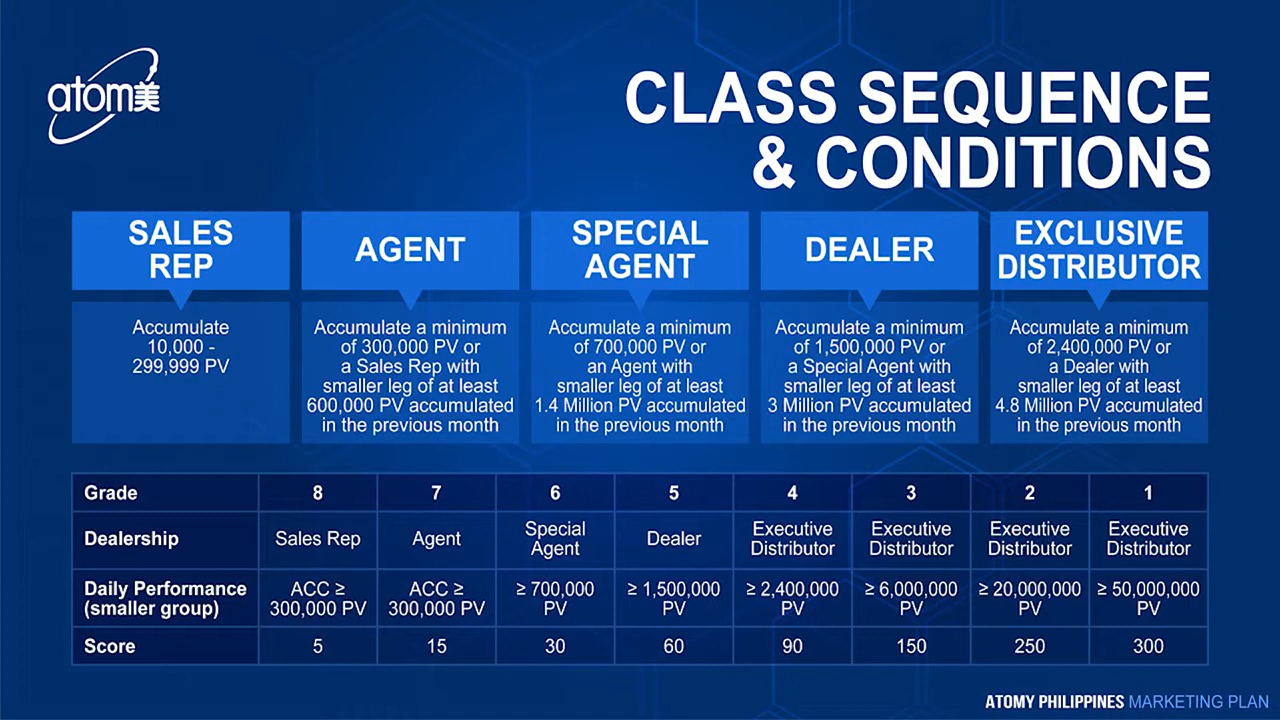 atom美
CLASS SEQUENCE
& CONDITIONS
SALES
REP
AGENT
SPECIAL
AGENT
DEALER
EXCLUSIVE
DISTRIBUTOR
Accumulate
10,000 -
299,999 PV
Accumulate a minimum
of 300,000 PV or
a Sales Rep with
smaller leg of at least
600,000 PV accumulated
in the previous month
Accumulate a minimum
of 700,000 PV or
an Agent with
smaller leg of at least
1.4 Million PV accumulated
in the previous month
Accumulate a minimum
of 1,500,000 PV or
a Special Agent with
smaller leg of at least
3 Million PV accumulated
in the previous month
Accumulate a minimum
of 2,400,000 PV or
a Dealer with
smaller leg of at least
4.8 Million PV accumulated
in the previous month
Grade 8 7 6 5 4 3 2 1
Dealership Sales Rep Agent Special Agent Dealer Executive Distributor Executive Distributor Executive Distributor Executive Distributor
Daily Performance (smaller group) ACC ≥ 300,000 PV ACC ≥ 300,000 PV ≥ 700,000 PV ≥ 1,500,000 PV ≥ 2,400,000 PV ≥ 6,000,000 PV ≥ 20,000,000 PV ≥ 50,000,000 PV
Score 5 15 30 60 90 150 250 300
ATOMY PHILIPPINES MARKETING PLAN